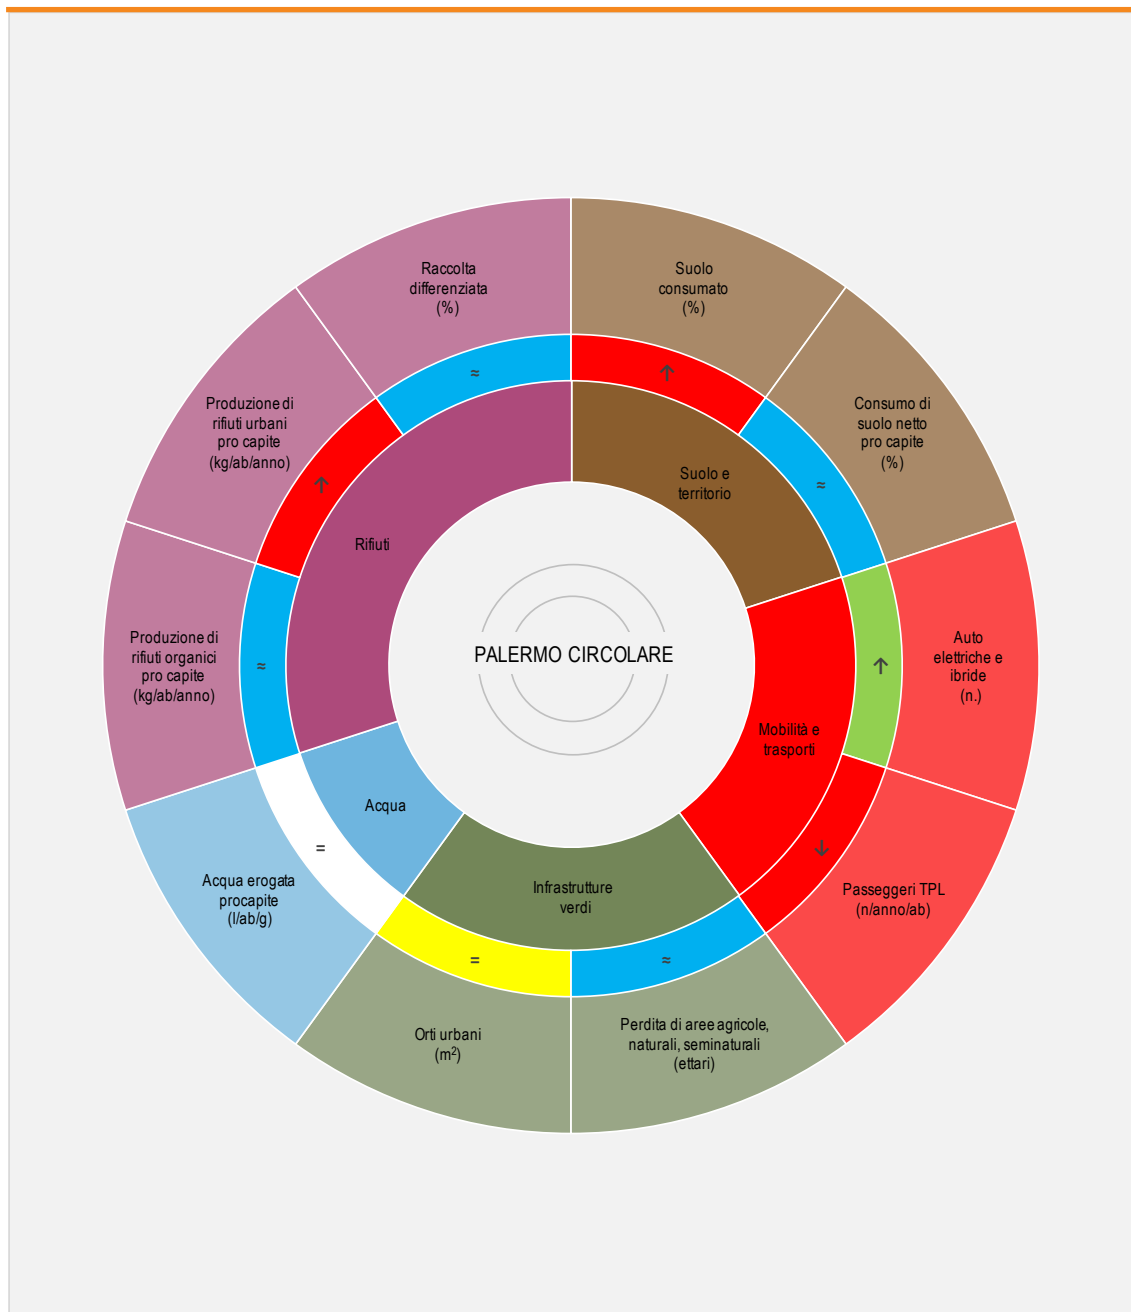 Raccolta
differenziata
(%)
Suolo
consumato
(%)
≈
↑
Produzione di
rifiuti urbani
pro capite
(kg/ab/anno)
Consumo di
suolo netto
pro capite
(%)
↑
≈
Suolo e
territorio
Rifiuti
Produzione di
rifiuti organici
pro capite
(kg/ab/anno)
≈
PALERMO CIRCOLARE
↑
Auto
elettriche e
ibride
(n.)
Mobilità e
trasporti
Acqua
=
↓
Acqua erogata
procapite
(l/ab/g)
Infrastrutture
verdi
Passeggeri TPL
(n/anno/ab)
=
≈
Orti urbani
(m²)
Perdita di aree agricole,
naturali, seminaturali
(ettari)